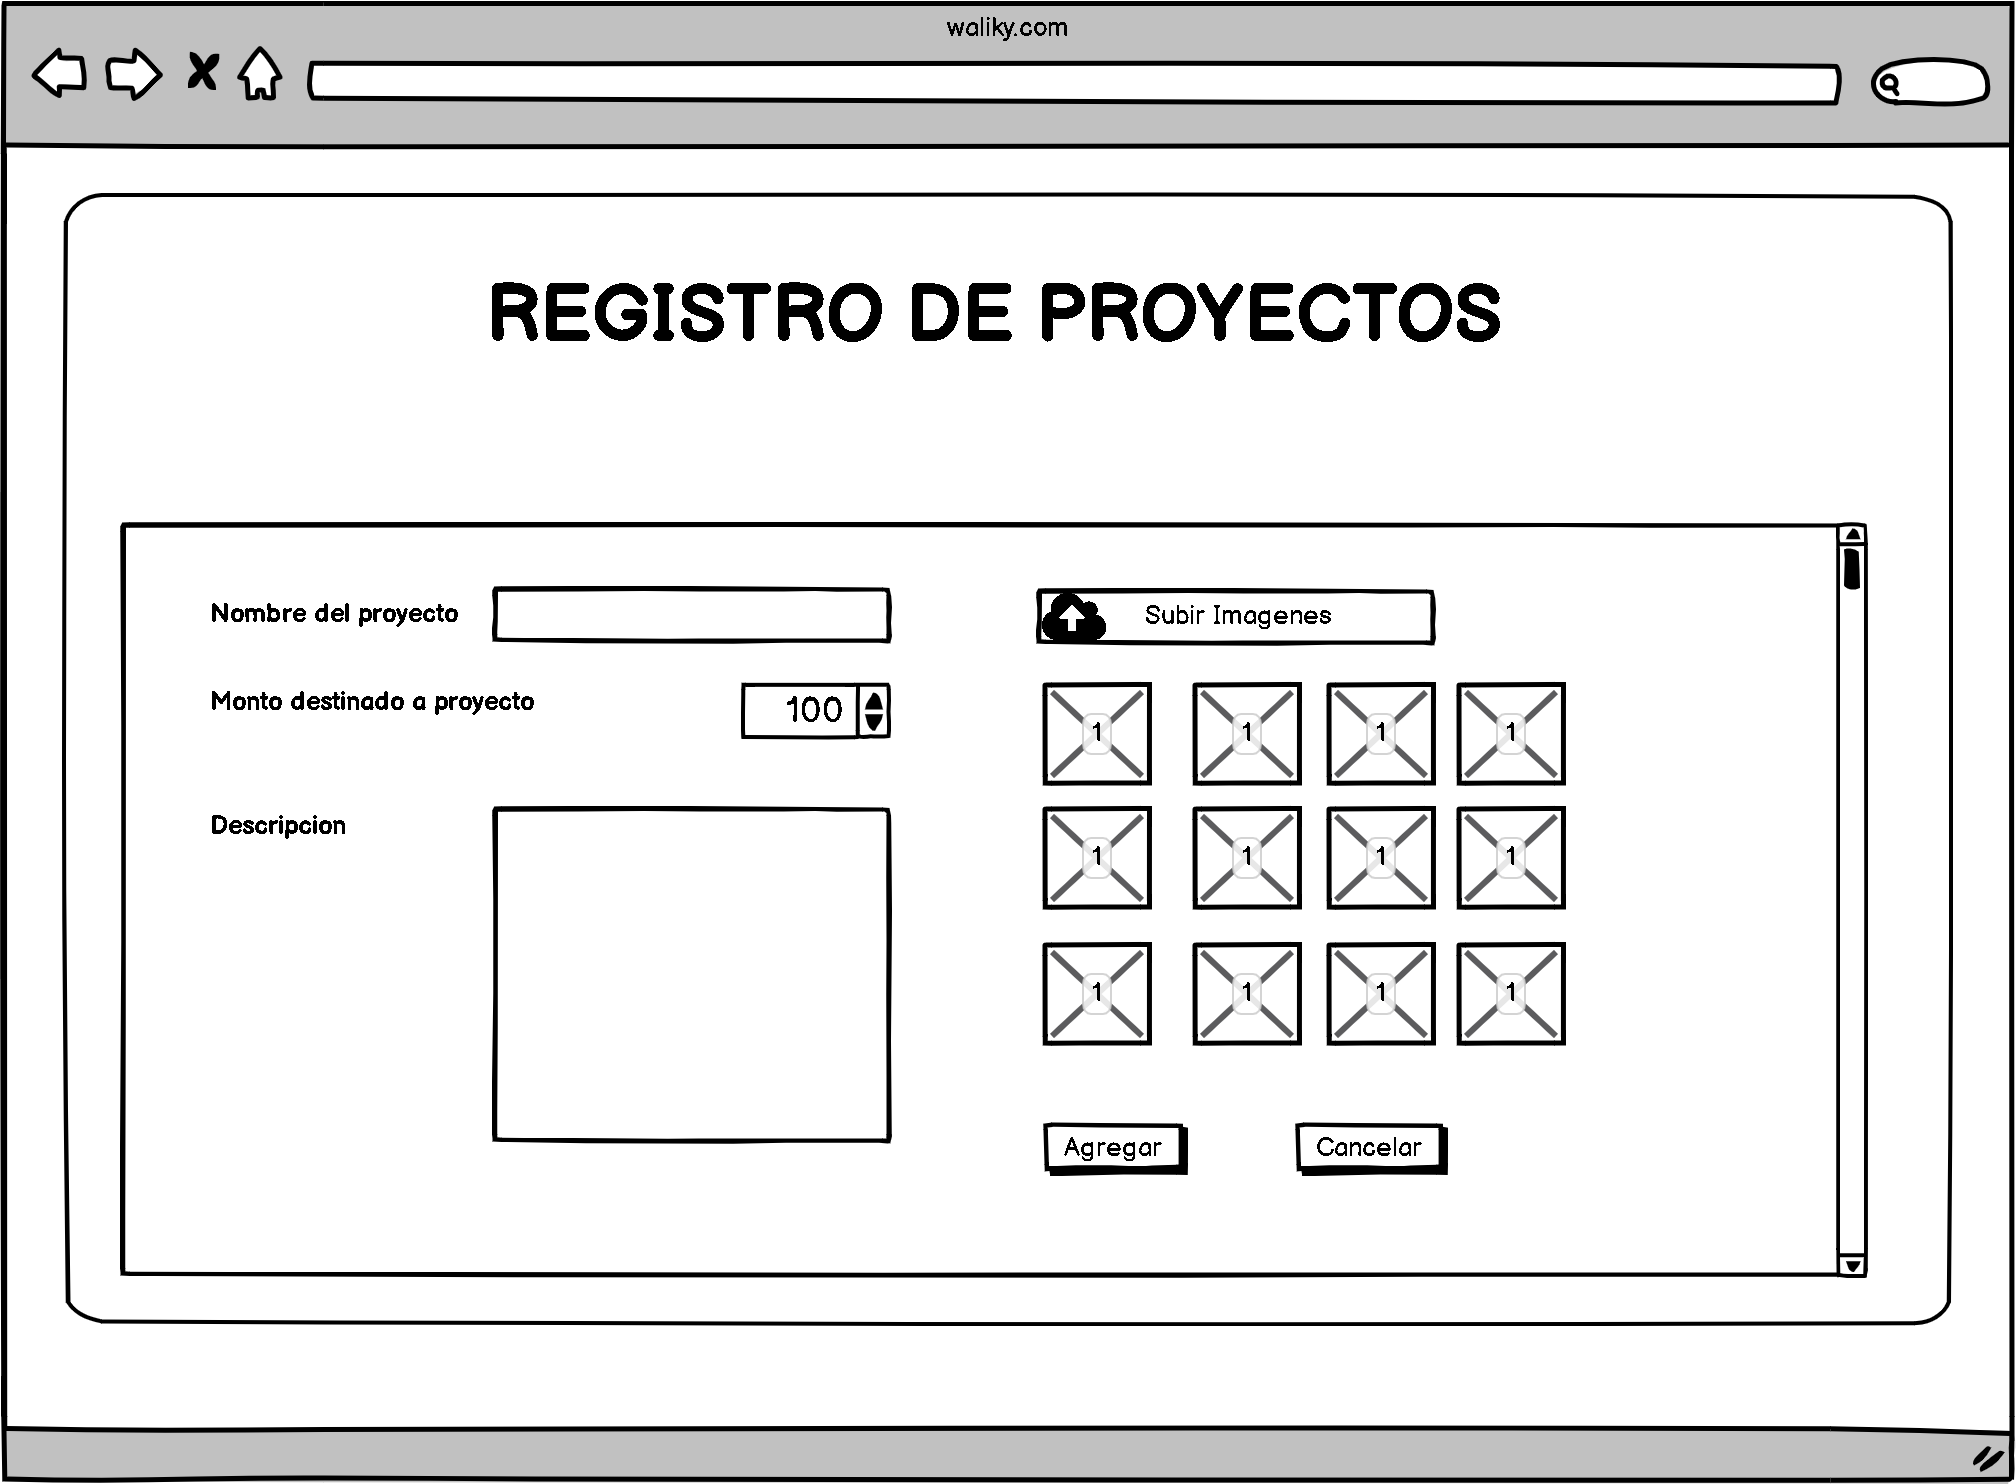 waliky.com
REGISTRO DE PROYECTOS
Nombre del proyecto
Subir Imagenes
Monto destinado a proyecto
100
1 1 1 1
Descripcion
1 1 1 1
1 1 1 1
Agregar
Cancelar